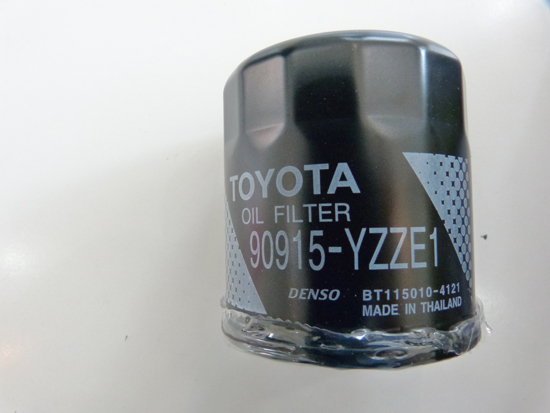 TOYOTA
OIL FILTER
90915-YZZE1
DENSO BT115010-4121
MADE IN THAILAND